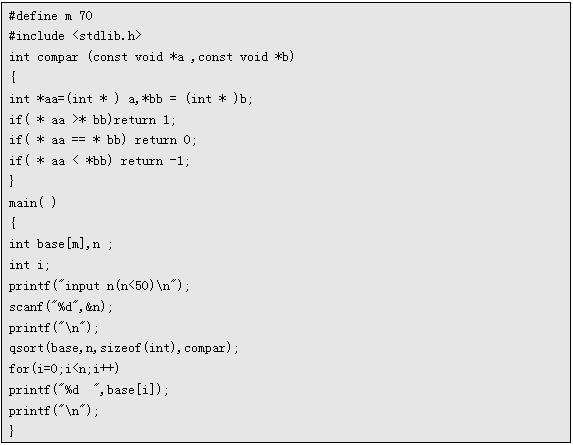 #define m 70
#include <stdlib.h>
int compar (const void *a ,const void *b)
{
int *aa=(int * ) a,*bb = (int * )b;
if( * aa >* bb)return 1;
if( * aa == * bb) return 0;
if( * aa < *bb) return -1;
}
main( )
{
int base[m],n ;
int i;
printf("input n(n<50)\n");
scanf("%d",&n);
printf("\n");
qsort(base,n,sizeof(int),compar);
for(i=0;i<n;i++)
printf("%d  ",base[i]);
printf("\n");
}